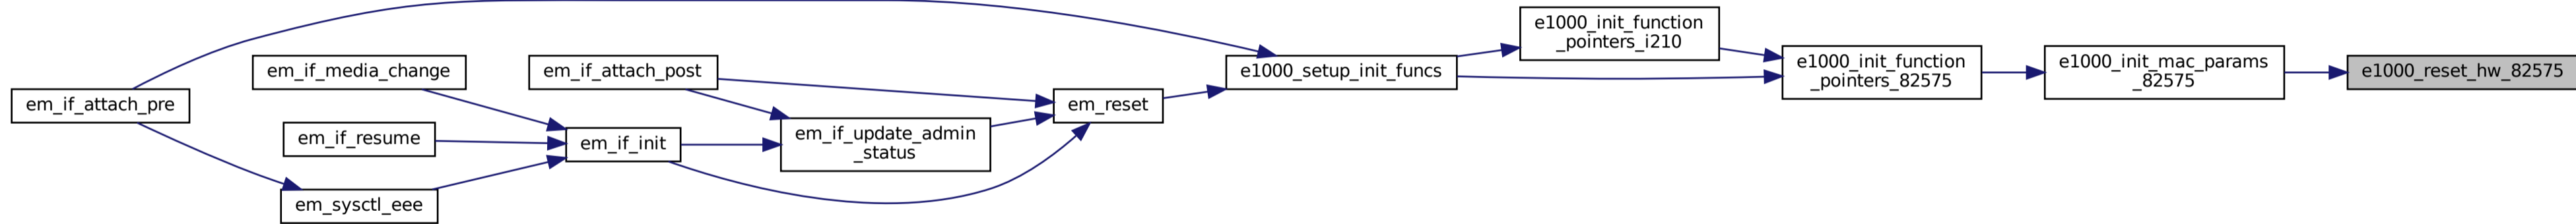 em_if_attach_pre
em_if_media_change
em_if_resume
em_sysctl_eee
em_if_attach_post
em_if_init
em_if_update_admin
_status
em_reset
e1000_setup_init_funcs
e1000_init_function
_pointers_i210
e1000_init_function
_pointers_82575
e1000_init_mac_params
_82575
e1000_reset_hw_82575